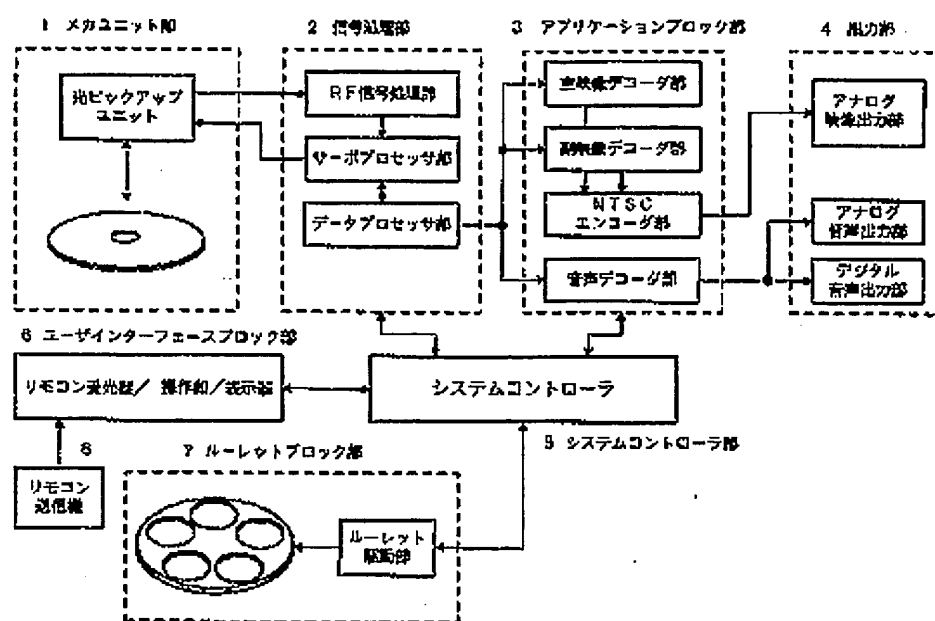 1 メカユニット部
2 信号処理部
3 アプリケーションブロック部
4 出力部
光ピックアップ
ユニット
RF信号処理部
サーボプロセッサ部
データプロセッサ部
主映像デコーダ部
副映像デコーダ部
NTSC
エンコーダ部
音声デコーダ部
アナログ
映像出力部
アナログ
音声出力部
デジタル
音声出力部
6 ユーザインターフェースブロック部
リモコン受光器/ 操作卸/表示器
システムコントローラ
5 システムコントローラ部
8
リモコン
送信機
7 ルーレットブロック部
ルーレット
駆動部